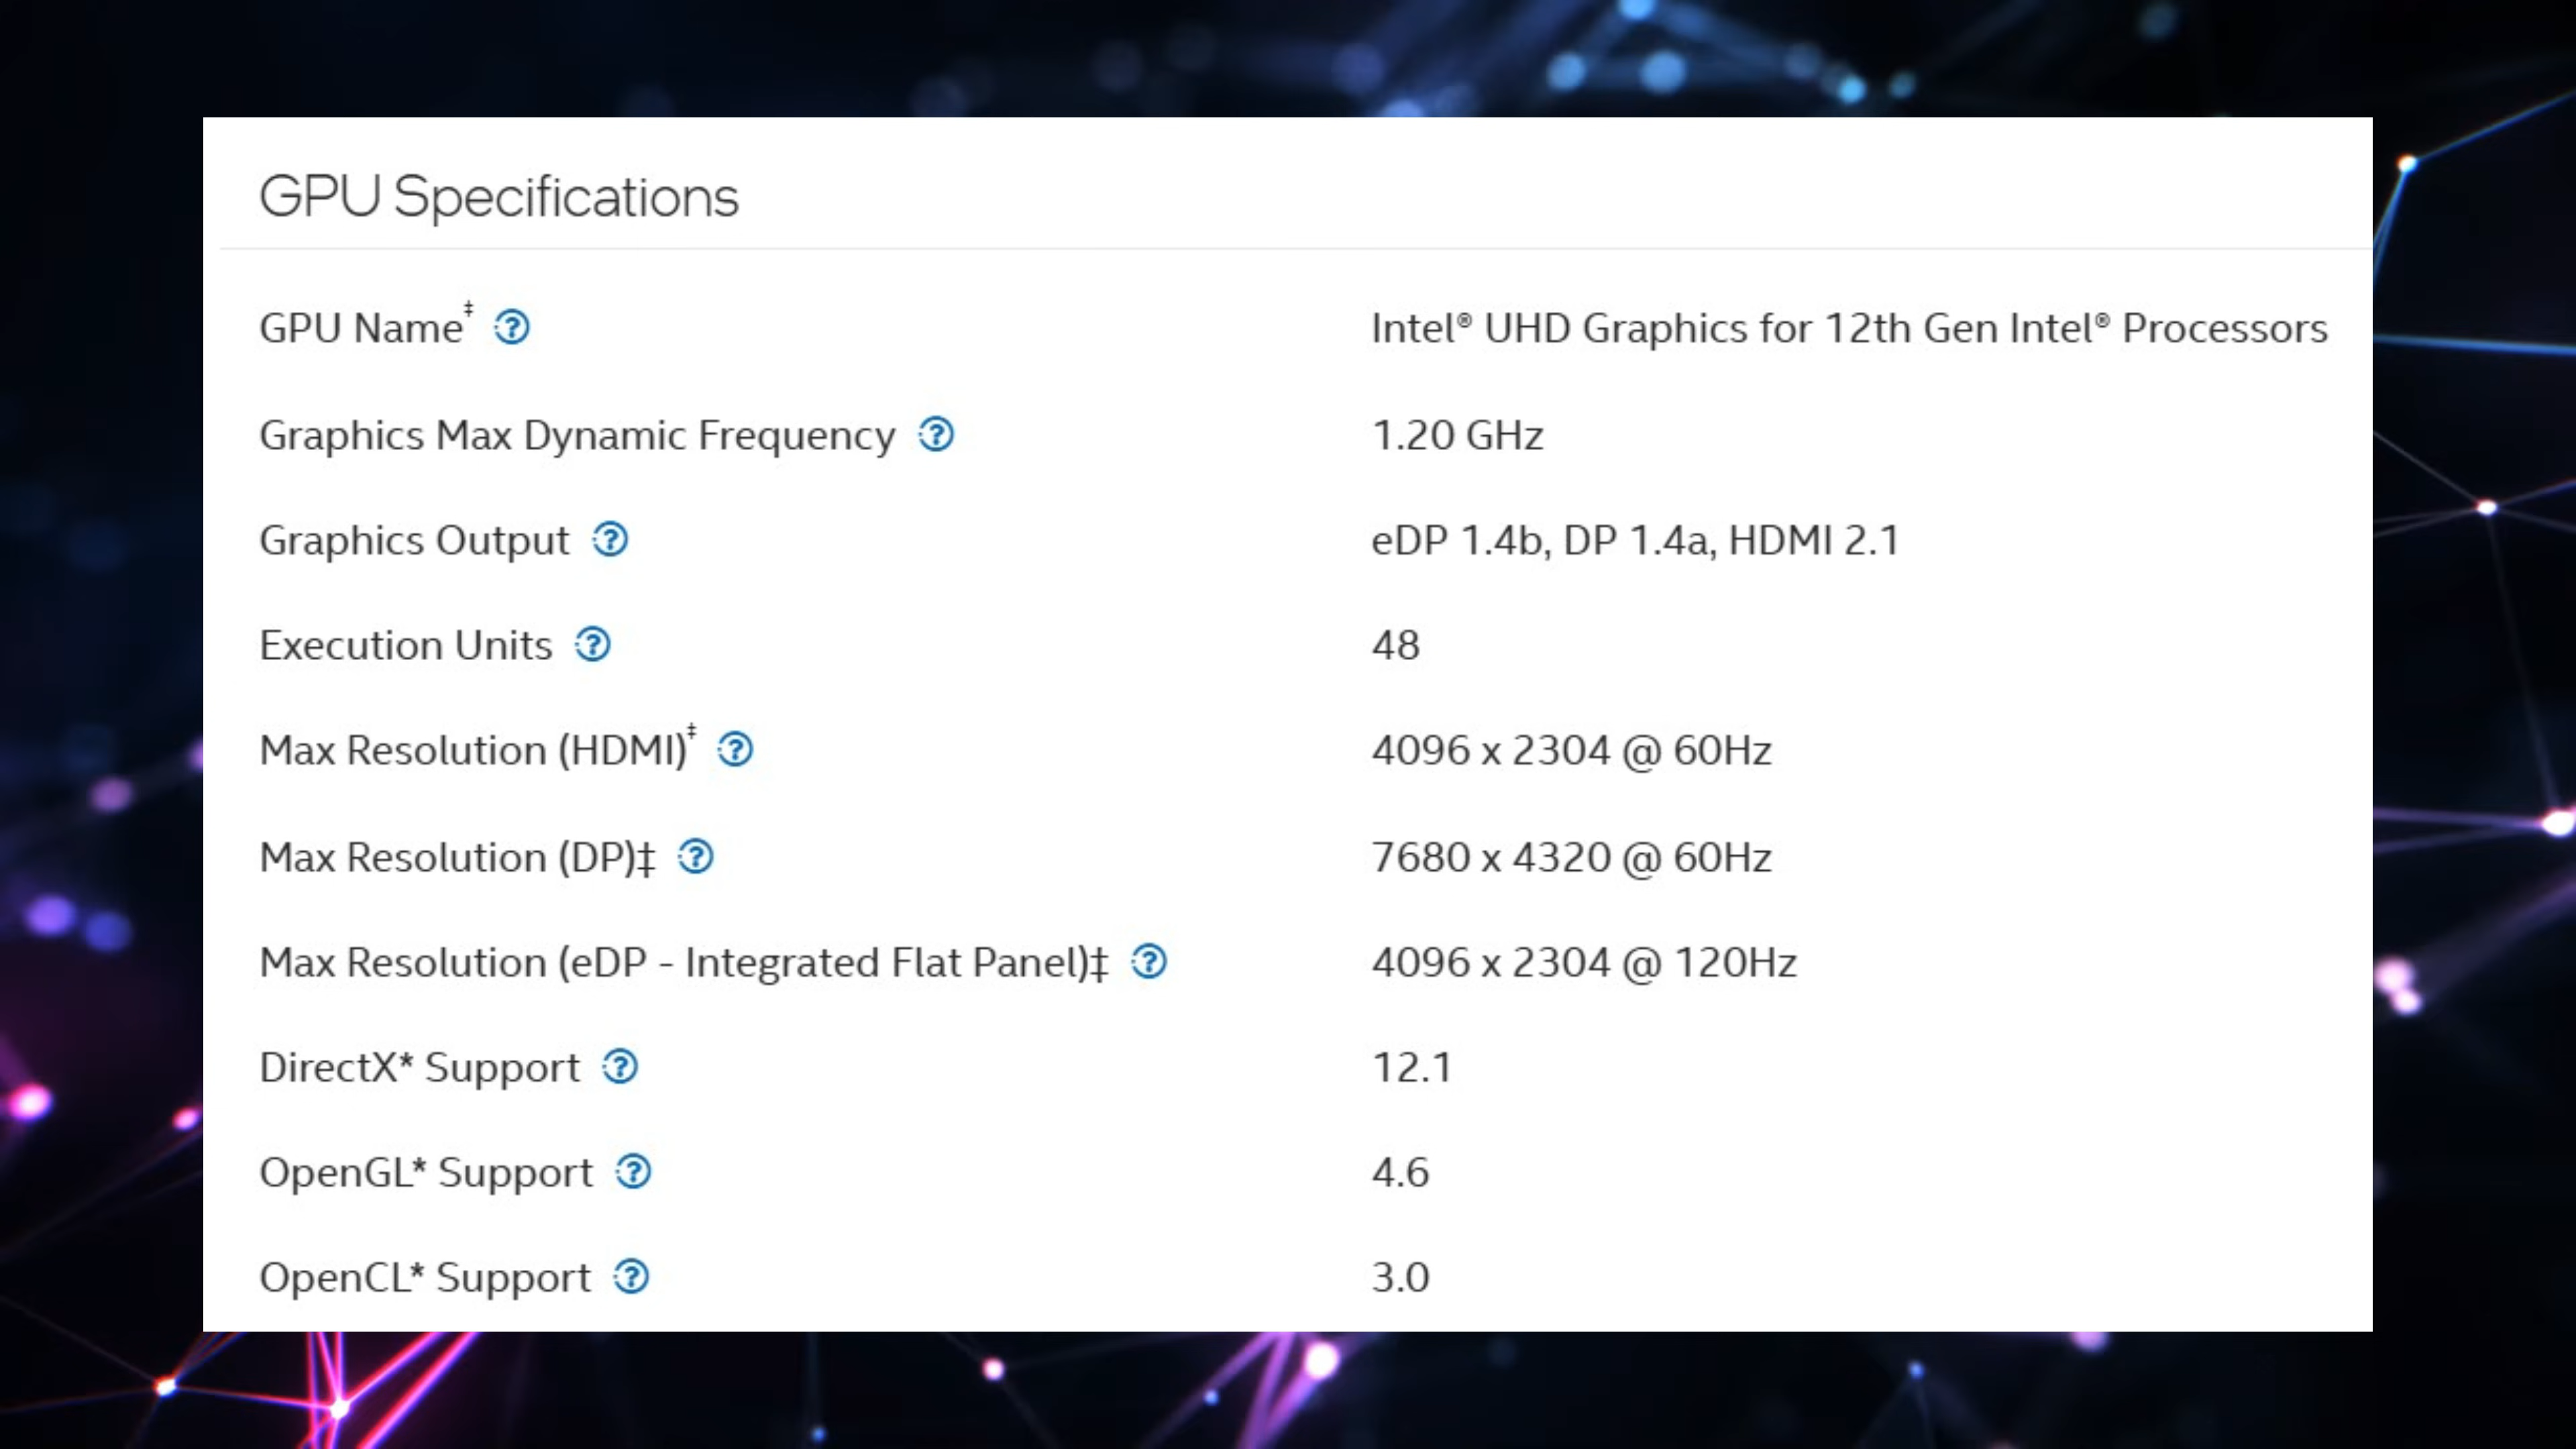 GPU Specifications
GPU Name‡ Intel® UHD Graphics for 12th Gen Intel® Processors
Graphics Max Dynamic Frequency 1.20 GHz
Graphics Output eDP 1.4b, DP 1.4a, HDMI 2.1
Execution Units 48
Max Resolution (HDMI)‡ 4096 x 2304 @ 60Hz
Max Resolution (DP)‡ 7680 x 4320 @ 60Hz
Max Resolution (eDP - Integrated Flat Panel)‡ 4096 x 2304 @ 120Hz
DirectX* Support 12.1
OpenGL* Support 4.6
OpenCL* Support 3.0